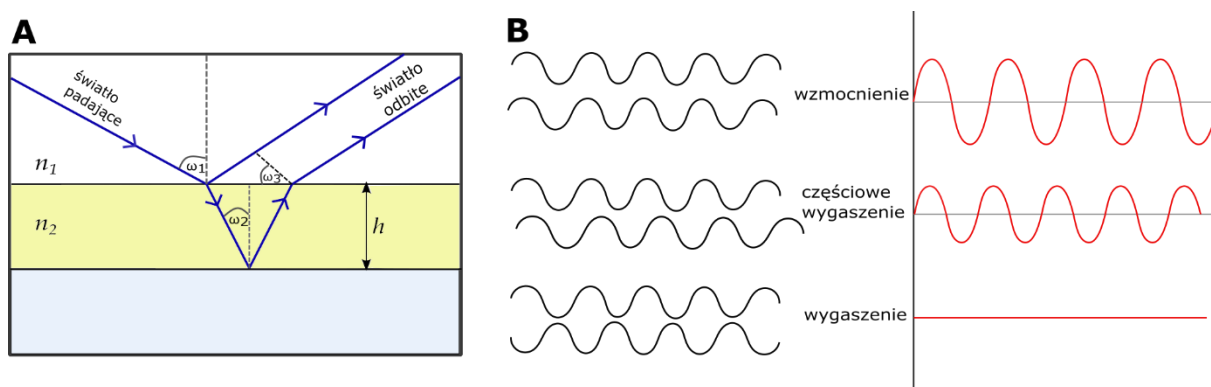 A
światło
padające
światło
odbite
n₁
ω₁
ω₃
n₂
ω₂
h
B
wzmocnienie
częściowe
wygaszenie
wygaszenie